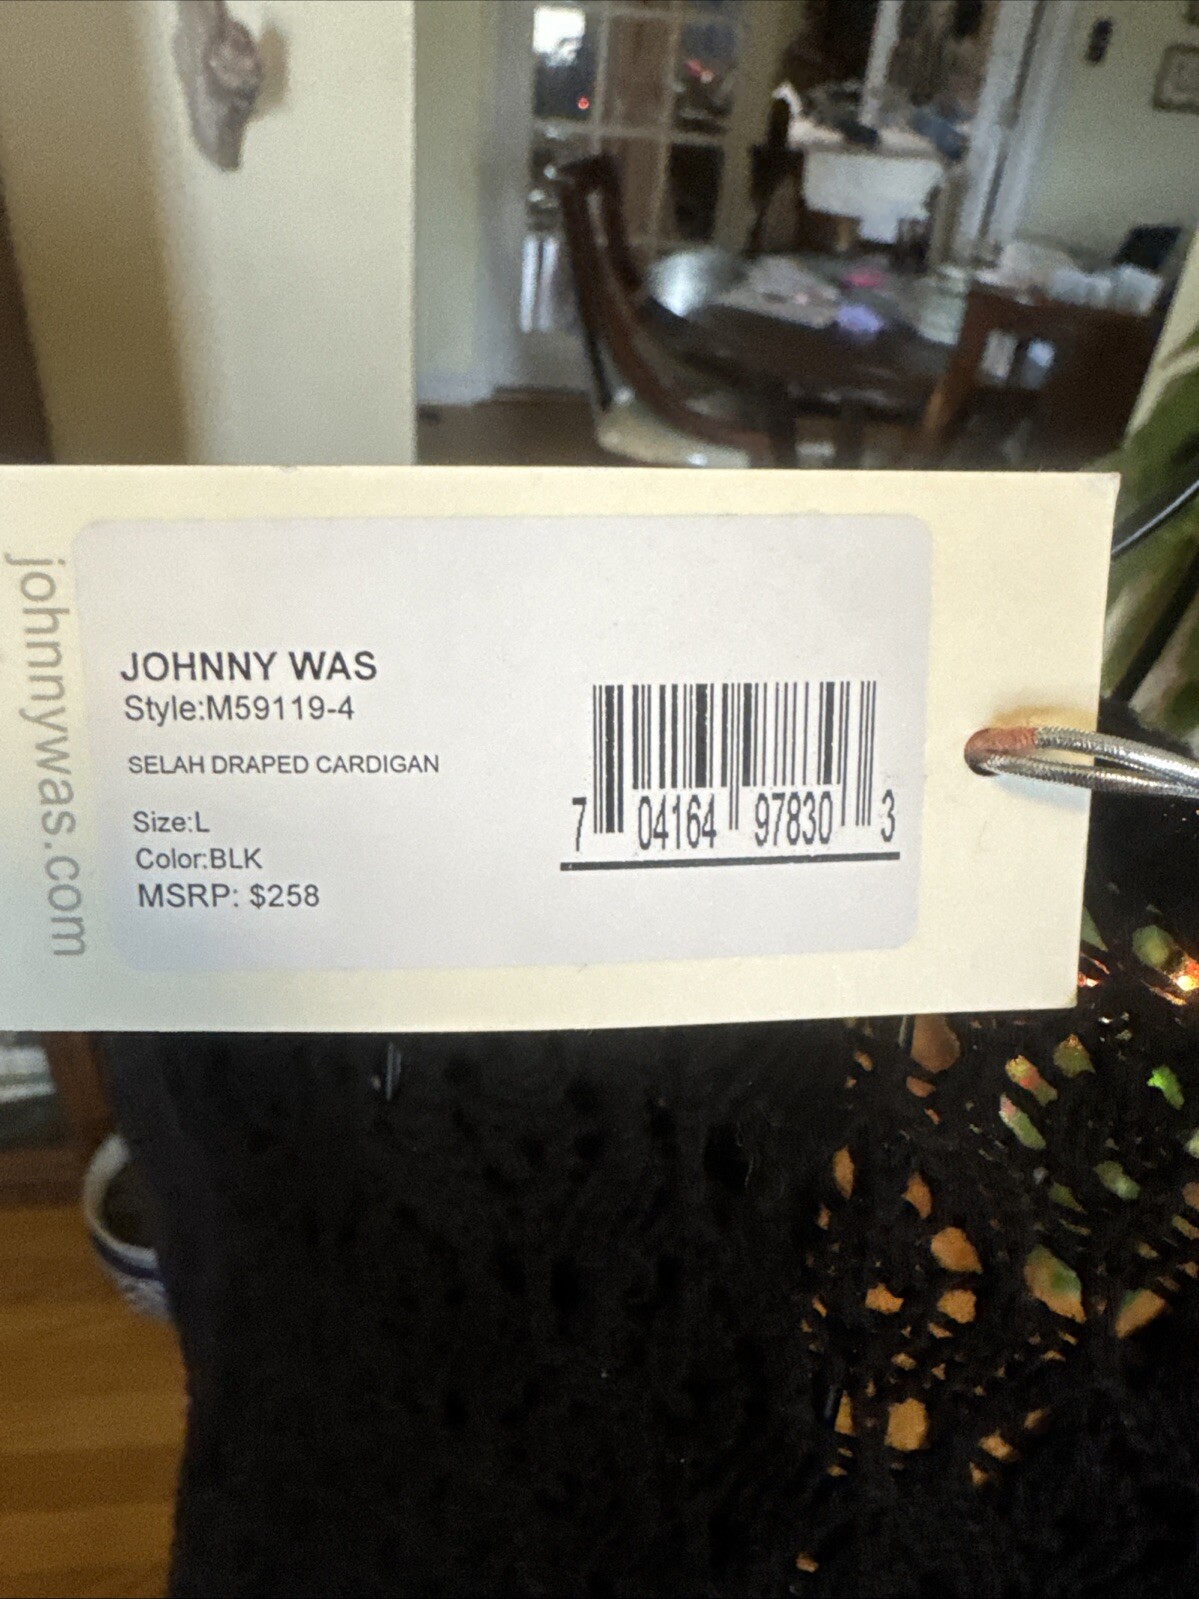 johnnywas.com
JOHNNY WAS
Style:M59119-4
SELAH DRAPED CARDIGAN
Size:L
Color:BLK
MSRP: $258
7 04164 97830 3